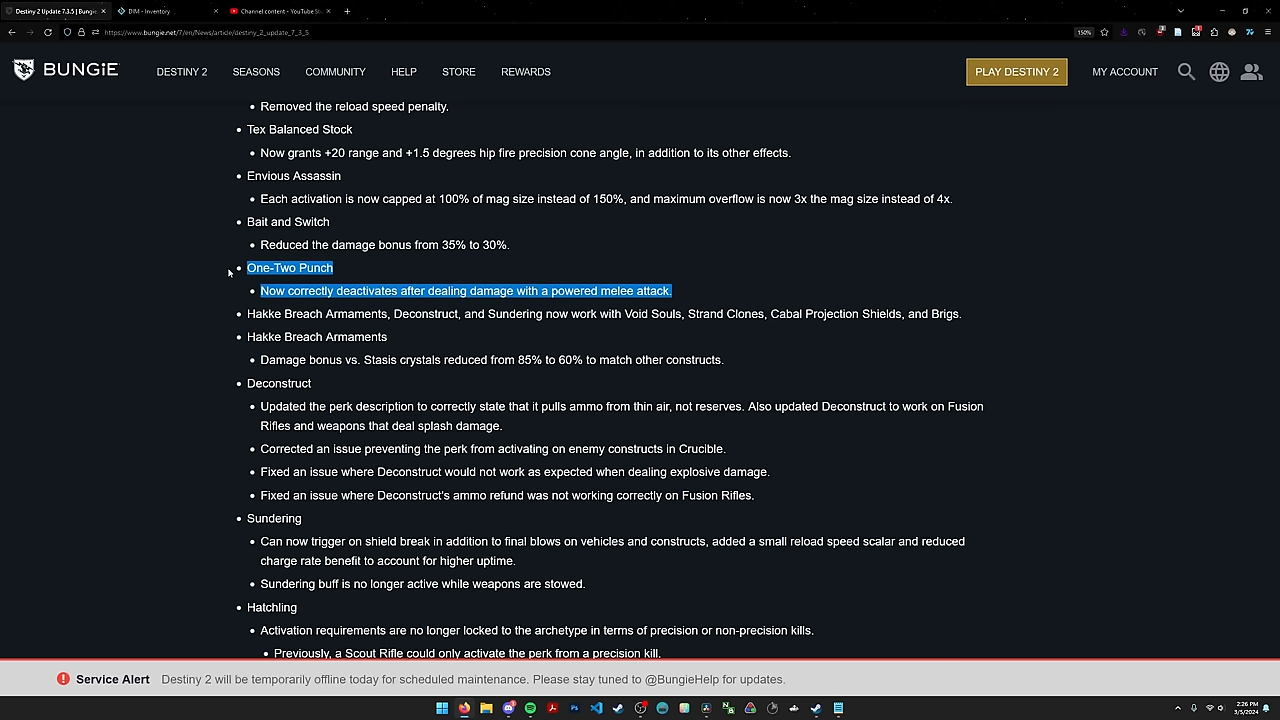 Destiny 2 Update 7.3.5 | Bungie
DIM - Inventory
Channel content - YouTube St
https://www.bungie.net/7/en/News/article/destiny_2_update_7_3_5
150%
BUNGiE
DESTINY 2
SEASONS
COMMUNITY
HELP
STORE
REWARDS
PLAY DESTINY 2
MY ACCOUNT
• Removed the reload speed penalty.
• Tex Balanced Stock
• Now grants +20 range and +1.5 degrees hip fire precision cone angle, in addition to its other effects.
• Envious Assassin
• Each activation is now capped at 100% of mag size instead of 150%, and maximum overflow is now 3x the mag size instead of 4x.
• Bait and Switch
• Reduced the damage bonus from 35% to 30%.
• One-Two Punch
• Now correctly deactivates after dealing damage with a powered melee attack.
• Hakke Breach Armaments, Deconstruct, and Sundering now work with Void Souls, Strand Clones, Cabal Projection Shields, and Brigs.
• Hakke Breach Armaments
• Damage bonus vs. Stasis crystals reduced from 85% to 60% to match other constructs.
• Deconstruct
• Updated the perk description to correctly state that it pulls ammo from thin air, not reserves. Also updated Deconstruct to work on Fusion
Rifles and weapons that deal splash damage.
• Corrected an issue preventing the perk from activating on enemy constructs in Crucible.
• Fixed an issue where Deconstruct would not work as expected when dealing explosive damage.
• Fixed an issue where Deconstruct's ammo refund was not working correctly on Fusion Rifles.
• Sundering
• Can now trigger on shield break in addition to final blows on vehicles and constructs, added a small reload speed scalar and reduced
charge rate benefit to account for higher uptime.
• Sundering buff is no longer active while weapons are stowed.
• Hatchling
• Activation requirements are no longer locked to the archetype in terms of precision or non-precision kills.
• Previously, a Scout Rifle could only activate the perk from a precision kill.
Service Alert
Destiny 2 will be temporarily offline today for scheduled maintenance. Please stay tuned to @BungieHelp for updates.
2:26 PM
3/5/2024